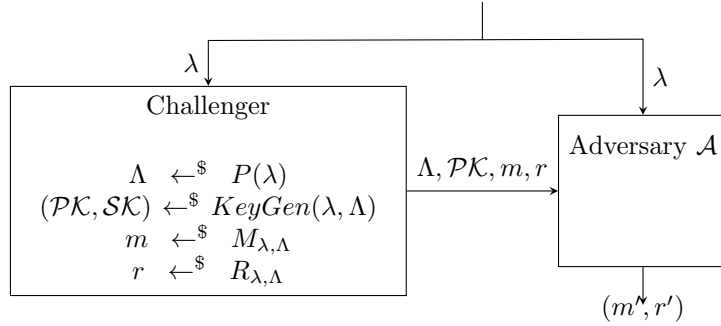 λ
λ
Challenger
Adversary 𝒜
Λ ←$ P(λ)
(𝒫𝒦, 𝒮𝒦) ←$ KeyGen(λ, Λ)
m ←$ M_{λ,Λ}
r ←$ R_{λ,Λ}
Λ, 𝒫𝒦, m, r
(m′, r′)